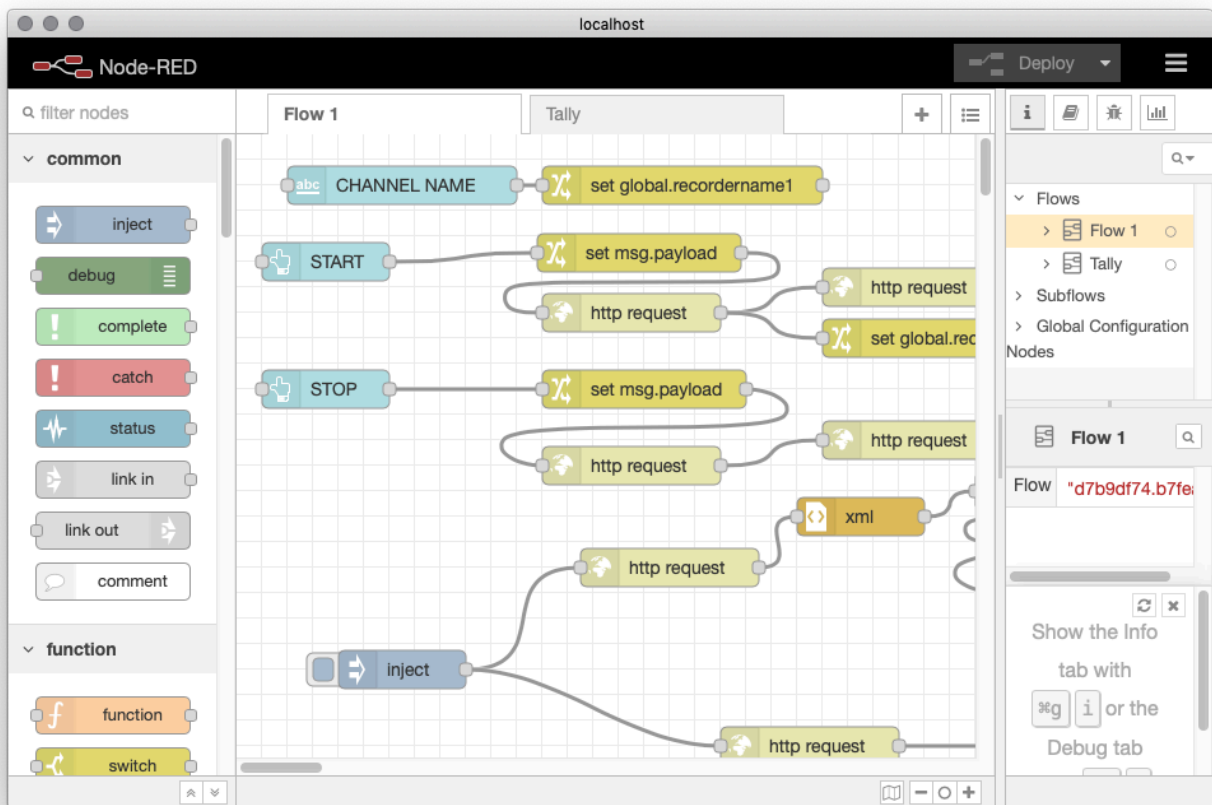 localhost
Node-RED
Deploy
filter nodes
Flow 1
Tally
common
inject
debug
complete
catch
status
link in
link out
comment
function
function
switch
abc CHANNEL NAME
set global.recordername1
START
set msg.payload
http request
http request
set global.rec
STOP
set msg.payload
http request
http request
xml
http request
inject
http request
i
Flows
Flow 1
Tally
Subflows
Global Configuration
Nodes
Flow 1
Flow "d7b9df74.b7fea
Show the Info
tab with
⌘g i or the
Debug tab